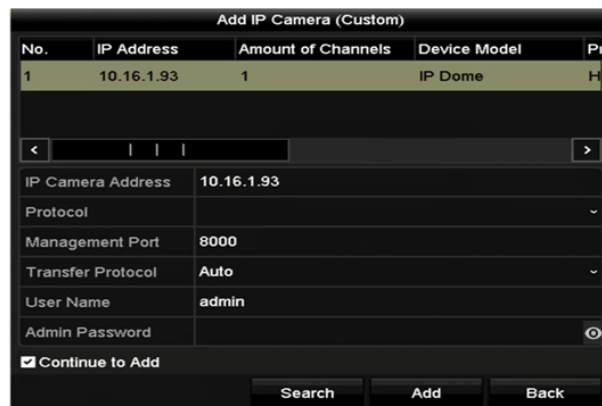 Add IP Camera (Custom)
No. IP Address Amount of Channels Device Model
1 10.16.1.93 1 IP Dome
IP Camera Address 10.16.1.93
Protocol
Management Port 8000
Transfer Protocol Auto
User Name admin
Admin Password
Continue to Add
Search Add Back